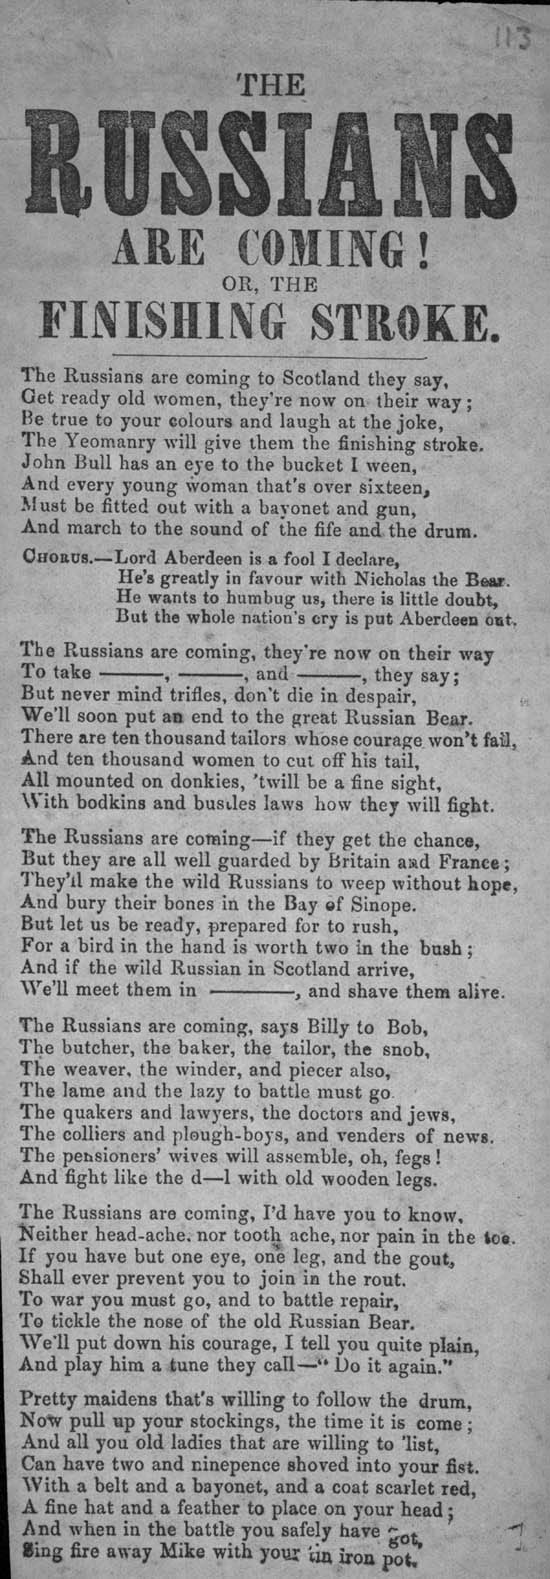 113
THE
RUSSIANS
ARE COMING!
OR, THE
FINISHING STROKE.
The Russians are coming to Scotland they say,
Get ready old women, they're now on their way;
Be true to your colours and laugh at the joke,
The Yeomanry will give them the finishing stroke.
John Bull has an eye to the bucket I ween,
And every young woman that's over sixteen,
Must be fitted out with a bayonet and gun,
And march to the sound of the fife and the drum.
CHORUS.—Lord Aberdeen is a fool I declare,
He's greatly in favour with Nicholas the Bear.
He wants to humbug us, there is little doubt,
But the whole nation's cry is put Aberdeen out.
The Russians are coming, they're now on their way
To take ———, ———, and ———, they say;
But never mind trifles, don't die in despair,
We'll soon put an end to the great Russian Bear.
There are ten thousand tailors whose courage won't fail,
And ten thousand women to cut off his tail,
All mounted on donkies, 'twill be a fine sight,
With bodkins and bustles laws how they will fight.
The Russians are coming—if they get the chance,
But they are all well guarded by Britain and France;
They'll make the wild Russians to weep without hope,
And bury their bones in the Bay of Sinope.
But let us be ready, prepared for to rush,
For a bird in the hand is worth two in the bush;
And if the wild Russian in Scotland arrive,
We'll meet them in ————, and shave them alive.
The Russians are coming, says Billy to Bob,
The butcher, the baker, the tailor, the snob,
The weaver, the winder, and piecer also,
The lame and the lazy to battle must go.
The quakers and lawyers, the doctors and jews,
The colliers and plough-boys, and venders of news.
The pensioners' wives will assemble, oh, fegs!
And fight like the d—l with old wooden legs.
The Russians are coming, I'd have you to know,
Neither head-ache, nor tooth ache, nor pain in the toe.
If you have but one eye, one leg, and the gout,
Shall ever prevent you to join in the rout.
To war you must go, and to battle repair,
To tickle the nose of the old Russian Bear.
We'll put down his courage, I tell you quite plain,
And play him a tune they call—“ Do it again."
Pretty maidens that's willing to follow the drum,
Now pull up your stockings, the time it is come;
And all you old ladies that are willing to 'list,
Can have two and ninepence shoved into your fist.
With a belt and a bayonet, and a coat scarlet red,
A fine hat and a feather to place on your head;
And when in the battle you safely have got,
Sing fire away Mike with your tin iron pot.